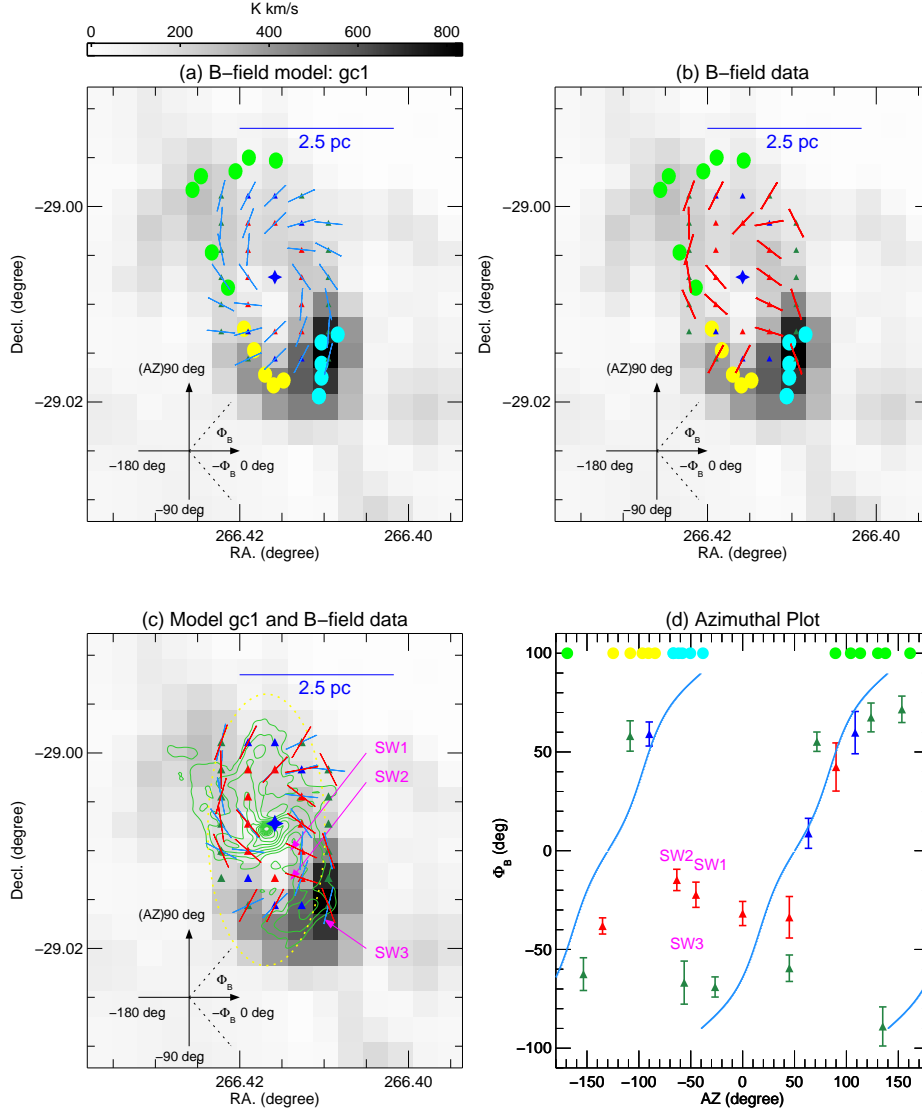 K km/s
0 200 400 600 800
(a) B−field model: gc1
(b) B−field data
2.5 pc
2.5 pc
−29.00
−29.00
Decl. (degree)
Decl. (degree)
(AZ)90 deg
(AZ)90 deg
−29.02
−29.02
Φ_B
Φ_B
−180 deg −Φ_B 0 deg
−180 deg −Φ_B 0 deg
−90 deg
−90 deg
266.42 266.40
266.42 266.40
RA. (degree)
RA. (degree)
(c) Model gc1 and B−field data
(d) Azimuthal Plot
2.5 pc
SW1
SW2
−29.00
Decl. (degree)
(AZ)90 deg
−29.02
SW3
Φ_B
−180 deg −Φ_B 0 deg
−90 deg
266.42 266.40
RA. (degree)
100
50
0
−50
−100
Φ_B (deg)
SW2
SW1
SW3
−150 −100 −50 0 50 100 150
AZ (degree)